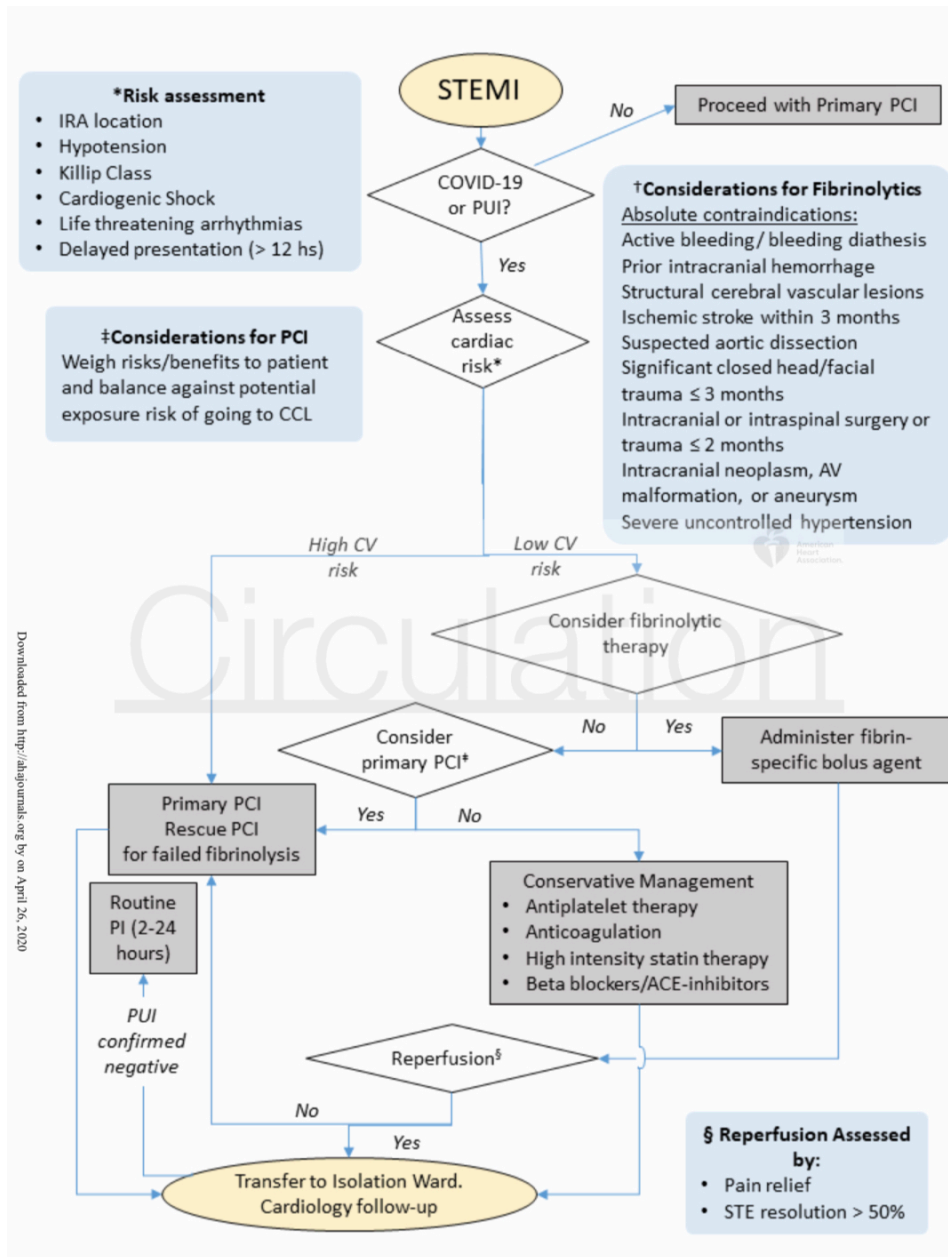 STEMI
*Risk assessment
• IRA location
• Hypotension
• Killip Class
• Cardiogenic Shock
• Life threatening arrhythmias
• Delayed presentation (> 12 hs)
No
Proceed with Primary PCI
COVID-19
or PUI?
Yes
†Considerations for Fibrinolytics
Absolute contraindications:
Active bleeding/ bleeding diathesis
Prior intracranial hemorrhage
Structural cerebral vascular lesions
Ischemic stroke within 3 months
Suspected aortic dissection
Significant closed head/facial
trauma ≤ 3 months
Intracranial or intraspinal surgery or
trauma ≤ 2 months
Intracranial neoplasm, AV
malformation, or aneurysm
Severe uncontrolled hypertension
American
Heart
Association.
‡Considerations for PCI
Weigh risks/benefits to patient
and balance against potential
exposure risk of going to CCL
Assess
cardiac
risk*
High CV
risk
Low CV
risk
Circulation
Consider fibrinolytic
therapy
No
Yes
Consider
primary PCI‡
Administer fibrin-
specific bolus agent
Yes
No
Primary PCI
Rescue PCI
for failed fibrinolysis
Conservative Management
• Antiplatelet therapy
• Anticoagulation
• High intensity statin therapy
• Beta blockers/ACE-inhibitors
Routine
PI (2-24
hours)
PUI
confirmed
negative
Reperfusion§
No
Yes
Transfer to Isolation Ward.
Cardiology follow-up
§ Reperfusion Assessed
by:
• Pain relief
• STE resolution > 50%
Downloaded from http://ahajournals.org by on April 26, 2020